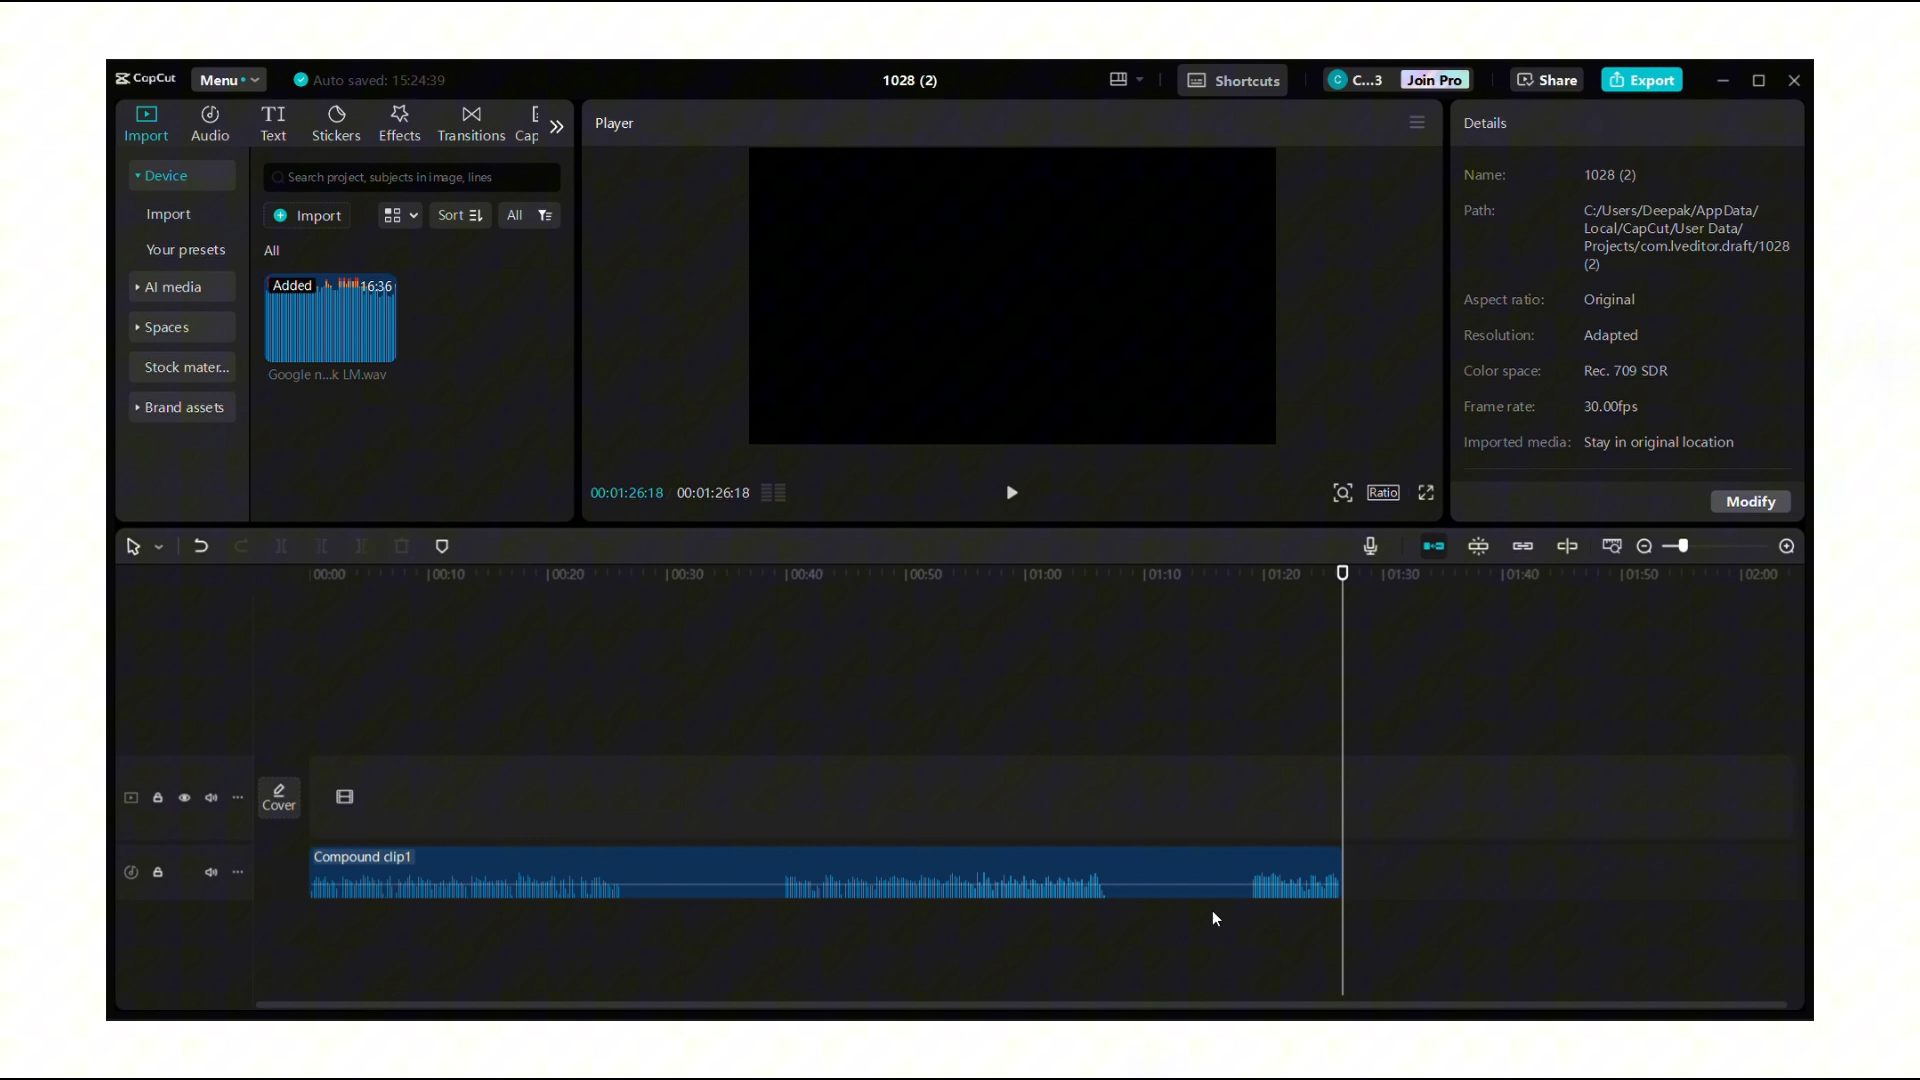 CapCut Menu Auto saved: 15:24:39 1028 (2) Shortcuts C C...3 Join Pro Share Export
Import Audio Text Stickers Effects Transitions Cap
Device
Import
Your presets
AI media
Spaces
Stock mater...
Brand assets
Search project, subjects in image, lines
Import Sort All
All
Added 16:36
Google n...k LM.wav
Player
00:01:26:18 00:01:26:18
Ratio
Details
Name: 1028 (2)
Path: C:/Users/Deepak/AppData/
Local/CapCut/User Data/
Projects/com.lveditor.draft/1028
(2)
Aspect ratio: Original
Resolution: Adapted
Color space: Rec. 709 SDR
Frame rate: 30.00fps
Imported media: Stay in original location
Modify
00:00 00:10 00:20 00:30 00:40 00:50 01:00 01:10 01:20 01:30 01:40 01:50 02:00
Cover
Compound clip1